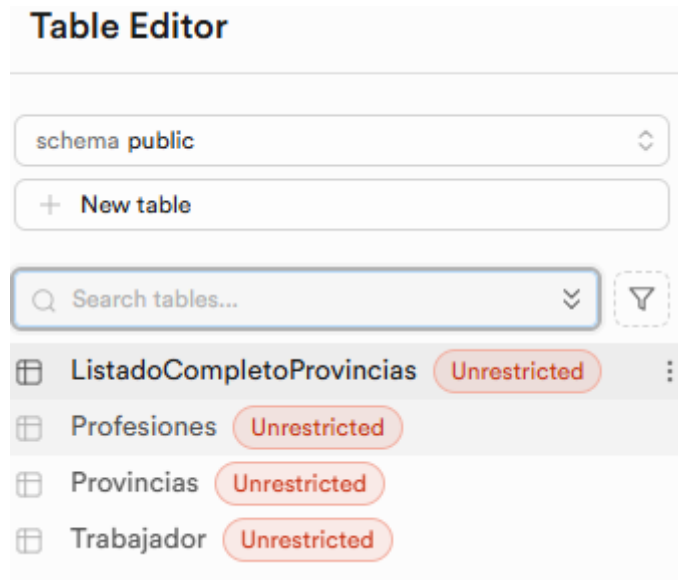 Table Editor
schema public
New table
Search tables...
ListadoCompletoProvincias Unrestricted
Profesiones Unrestricted
Provincias Unrestricted
Trabajador Unrestricted